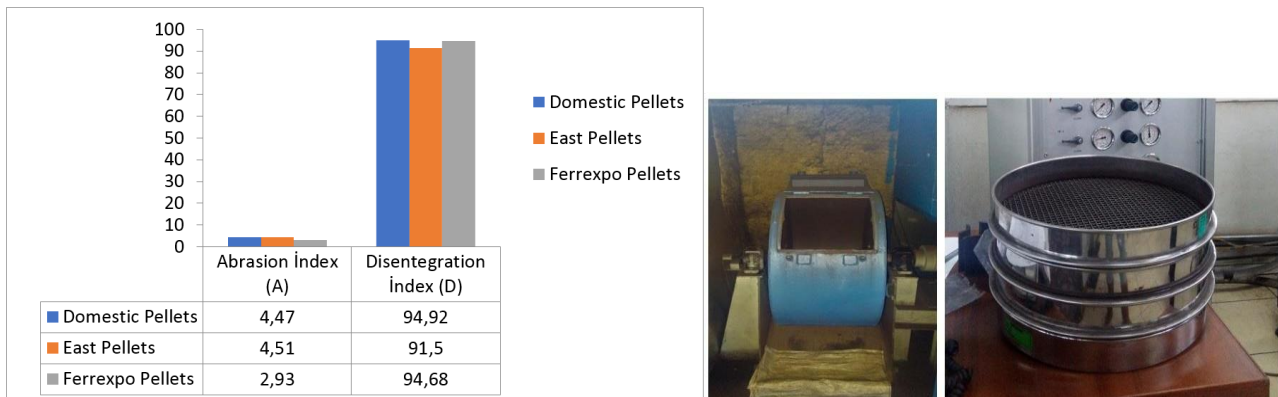 100
90
80
70
60
50
40
30
20
10
0
Domestic Pellets
East Pellets
Ferrexpo Pellets
Abrasion İndex (A)
Disentegration İndex (D)
Domestic Pellets 4,47 94,92
East Pellets 4,51 91,5
Ferrexpo Pellets 2,93 94,68